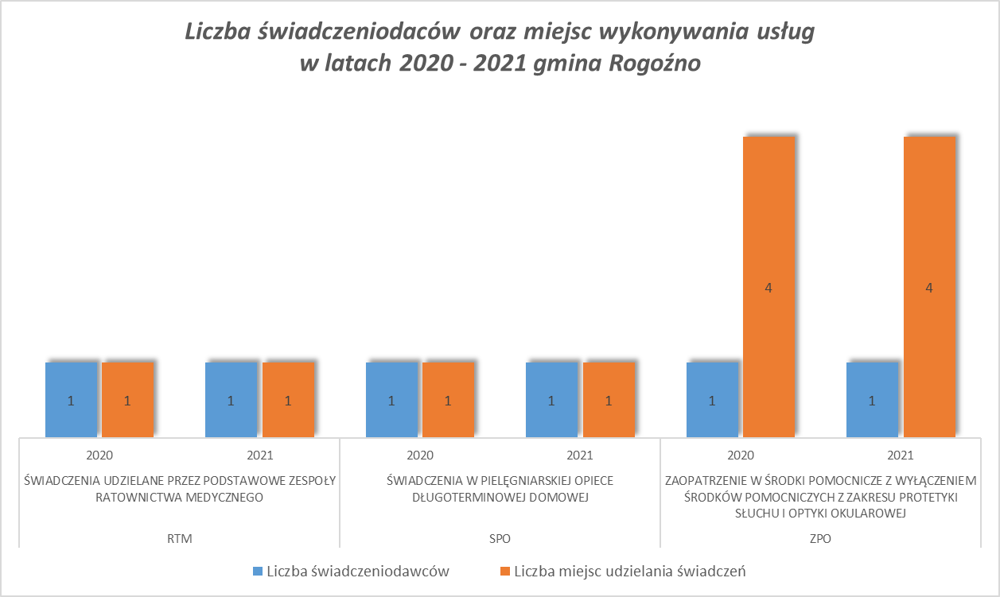 Liczba świadczeniodaców oraz miejsc wykonywania usług
w latach 2020 - 2021 gmina Rogoźno
4 4
1 1 1 1 1 1 1 1 1 1
2020 2021 2020 2021 2020 2021
ŚWIADCZENIA UDZIELANE PRZEZ PODSTAWOWE ZESPOŁY
RATOWNICTWA MEDYCZNEGO
ŚWIADCZENIA W PIELĘGNIARSKIEJ OPIECE
DŁUGOTERMINOWEJ DOMOWEJ
ZAOPATRZENIE W ŚRODKI POMOCNICZE Z WYŁĄCZENIEM
ŚRODKÓW POMOCNICZYCH Z ZAKRESU PROTETYKI
SŁUCHU I OPTYKI OKULAROWEJ
RTM SPO ZPO
Liczba świadczeniodawców Liczba miejsc udzielania świadczeń